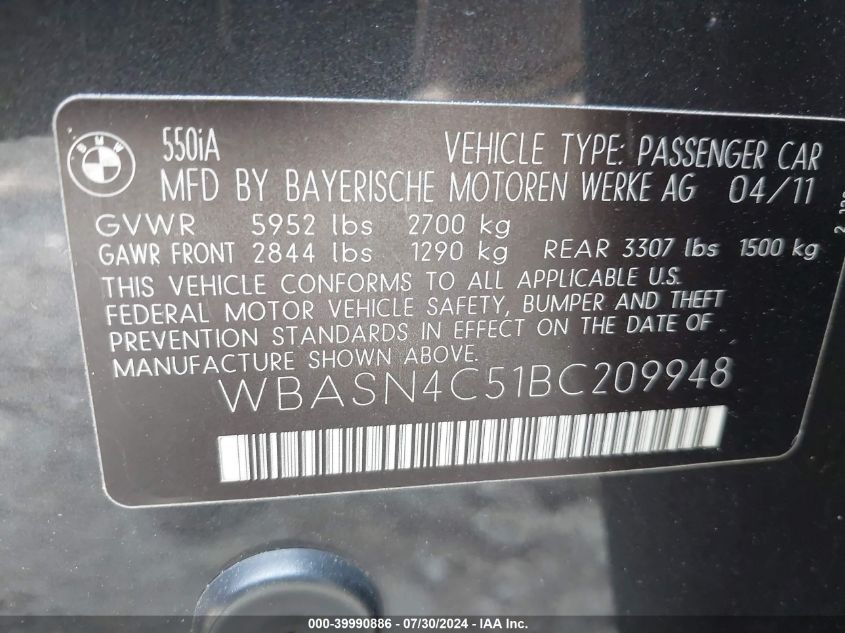 BMW
550iA VEHICLE TYPE: PASSENGER CAR
MFD BY BAYERISCHE MOTOREN WERKE AG 04/11
GVWR 5952 lbs 2700 kg
GAWR FRONT 2844 lbs 1290 kg REAR 3307 lbs 1500 kg
THIS VEHICLE CONFORMS TO ALL APPLICABLE U.S.
FEDERAL MOTOR VEHICLE SAFETY, BUMPER AND THEFT
PREVENTION STANDARDS IN EFFECT ON THE DATE OF
MANUFACTURE SHOWN ABOVE.
WBASN4C51BC209948
000-39990886 - 07/30/2024 - IAA Inc.